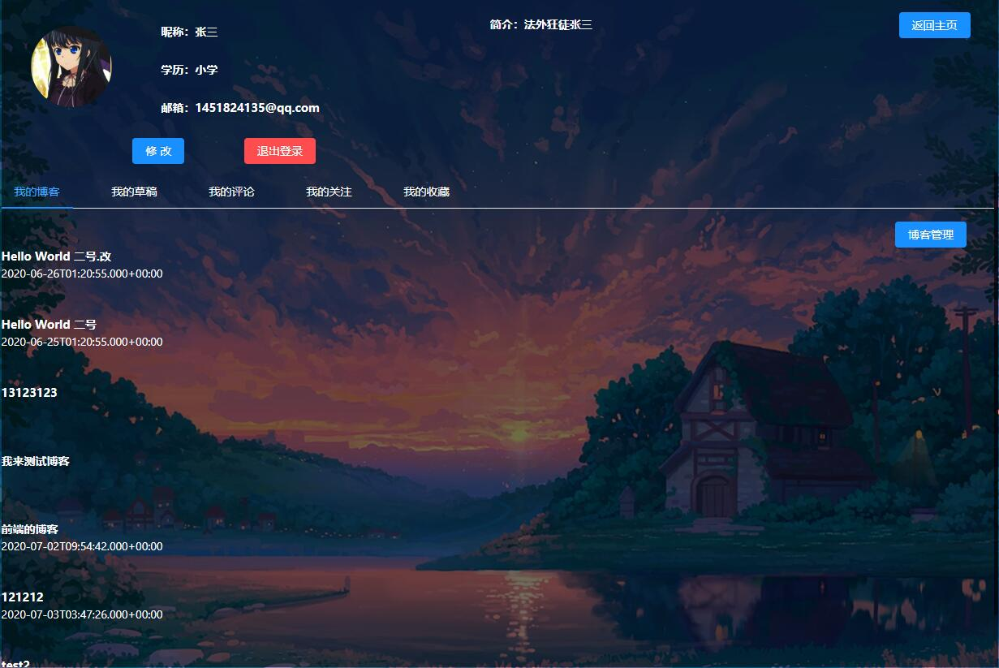 昵称：张三
简介：法外狂徒张三
返回主页
学历：小学
邮箱：1451824135@qq.com
修 改
退出登录
我的博客
我的草稿
我的评论
我的关注
我的收藏
博客管理
Hello World 二号.改
2020-06-26T01:20:55.000+00:00
Hello World 二号
2020-06-25T01:20:55.000+00:00
13123123
我来测试博客
前端的博客
2020-07-02T09:54:42.000+00:00
121212
2020-07-03T03:47:26.000+00:00
test2